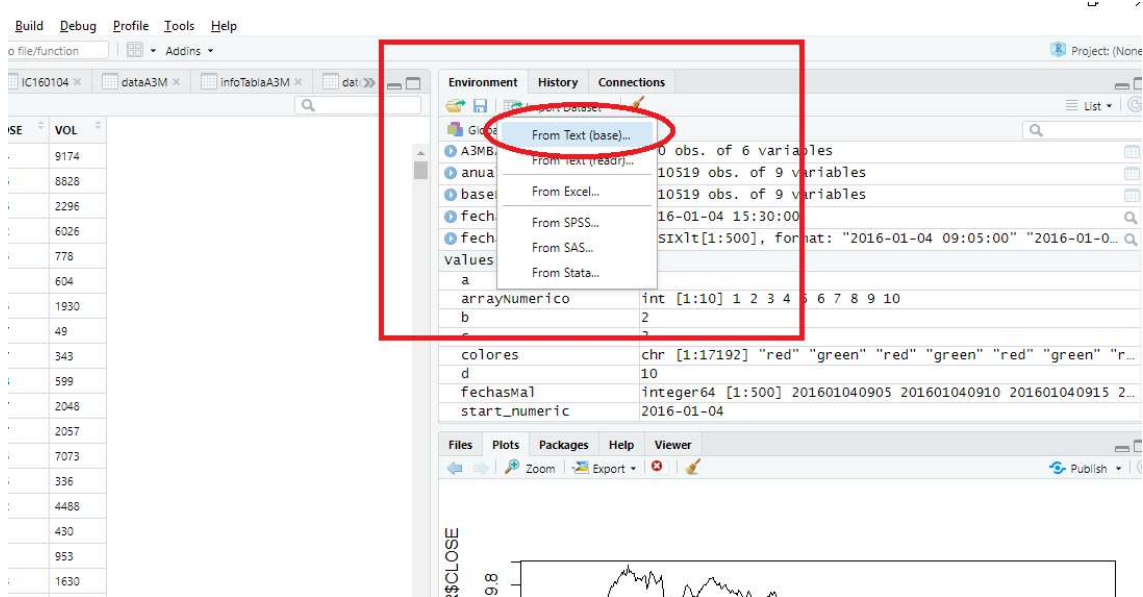 Build Debug Profile Tools Help
o file/function Addins
Project: (None
IC160104 dataA3M infoTablaA3M dat
Environment History Connections
Import Dataset
List
OSE VOL
Globa
From Text (base)...
From Text (readr)...
From Excel...
From SPSS...
From SAS...
From Stata...
9174
8828
2296
6026
778
604
1930
49
343
599
2048
2057
7073
336
4488
430
953
1630
A3MB. 0 obs. of 6 variables
anua 10519 obs. of 9 variables
base 10519 obs. of 9 variables
fech 16-01-04 15:30:00
fech SIXlt[1:500], format: "2016-01-04 09:05:00" "2016-01-0…
values
a
arrayNumerico int [1:10] 1 2 3 4 5 6 7 8 9 10
b 2
colores chr [1:17192] "red" "green" "red" "green" "red" "green" "r…
d 10
fechasMal integer64 [1:500] 201601040905 201601040910 201601040915 2…
start_numeric 2016-01-04
Files Plots Packages Help Viewer
Zoom Export Publish
$CLOSE
9.8